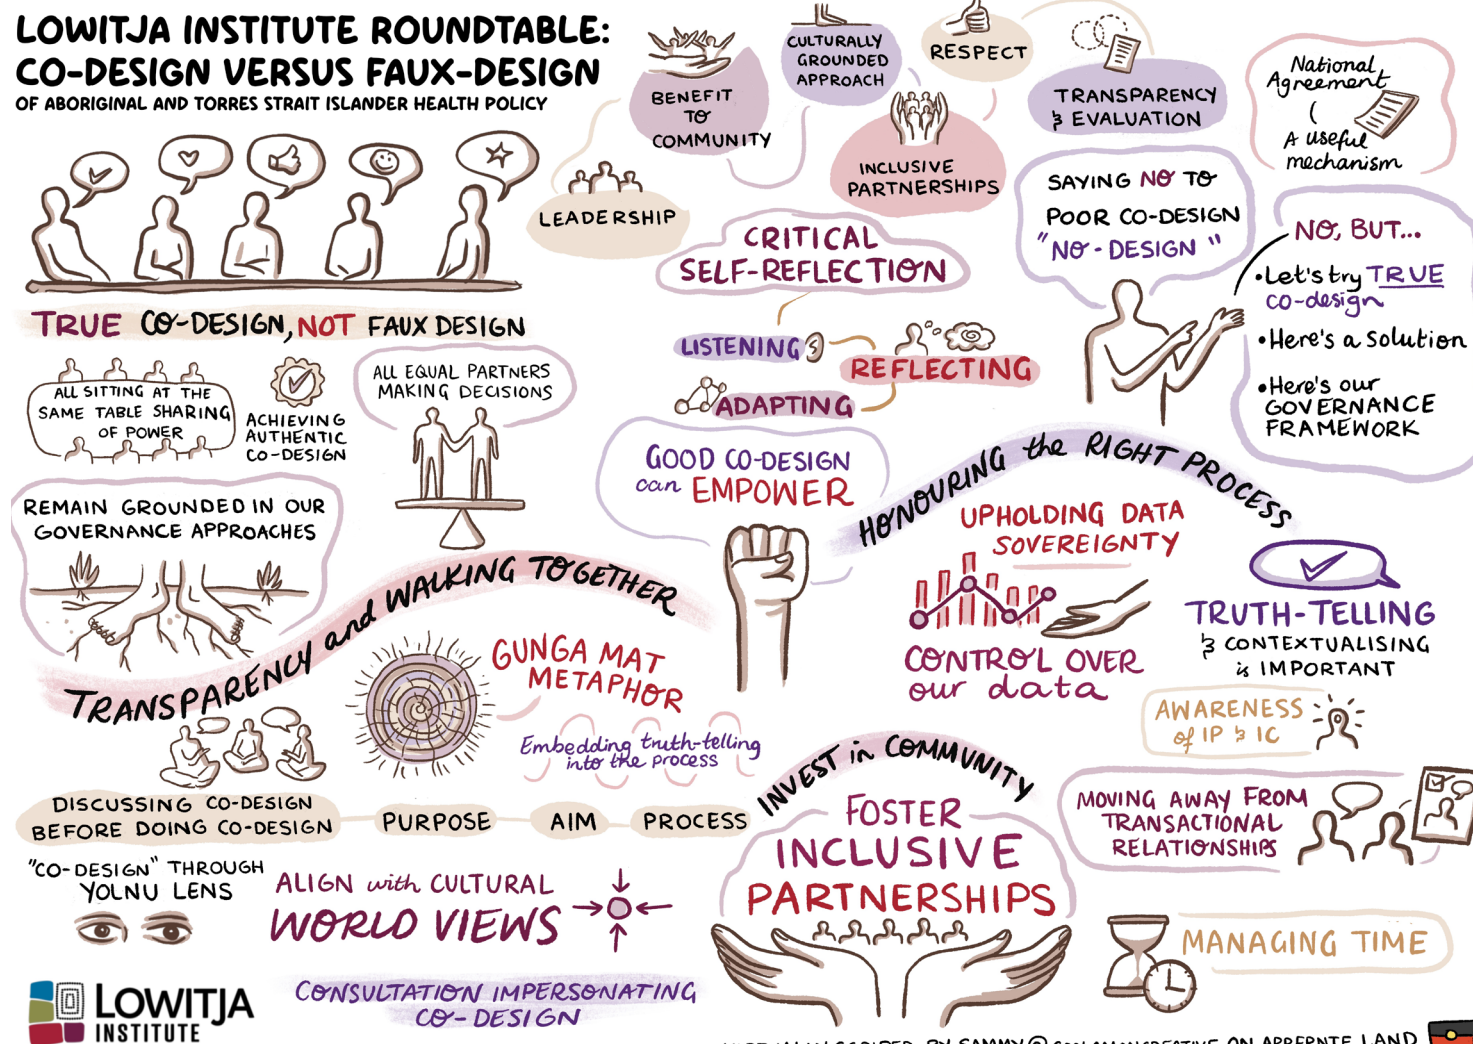 LOWITJA INSTITUTE ROUNDTABLE:
CO-DESIGN VERSUS FAUX-DESIGN
OF ABORIGINAL AND TORRES STRAIT ISLANDER HEALTH POLICY
TRUE CO-DESIGN, NOT FAUX DESIGN
ALL SITTING AT THE
SAME TABLE SHARING
OF POWER
ACHIEVING
AUTHENTIC
CO-DESIGN
ALL EQUAL PARTNERS
MAKING DECISIONS
REMAIN GROUNDED IN OUR
GOVERNANCE APPROACHES
LEADERSHIP
BENEFIT
TO
COMMUNITY
CULTURALLY
GROUNDED
APPROACH
INCLUSIVE
PARTNERSHIPS
RESPECT
TRANSPARENCY
& EVALUATION
National
Agreement
A useful
mechanism
CRITICAL
SELF-REFLECTION
LISTENING
REFLECTING
ADAPTING
SAYING NO TO
POOR CO-DESIGN
"NO-DESIGN"
NO, BUT...
•Let's try TRUE
co-design
•Here's a solution
•Here's our
GOVERNANCE
FRAMEWORK
GOOD CO-DESIGN
can EMPOWER
HONOURING the RIGHT PROCESS
UPHOLDING DATA
SOVEREIGNTY
CONTROL OVER
our data
TRUTH-TELLING
& CONTEXTUALISING
is IMPORTANT
AWARENESS
of IP & IC
MOVING AWAY FROM
TRANSACTIONAL
RELATIONSHIPS
MANAGING TIME
TRANSPARENCY and WALKING TOGETHER
GUNGA MAT
METAPHOR
Embedding truth-telling
into the process
DISCUSSING CO-DESIGN
BEFORE DOING CO-DESIGN
PURPOSE
AIM
PROCESS
"CO-DESIGN" THROUGH
YOLNU LENS
ALIGN with CULTURAL
WORLD VIEWS
CONSULTATION IMPERSONATING
CO-DESIGN
INVEST in COMMUNITY
FOSTER
INCLUSIVE
PARTNERSHIPS
LOWITJA
INSTITUTE
BY SAMMY @ COOLAMONCREATIVE ON ARRERNTE LAND